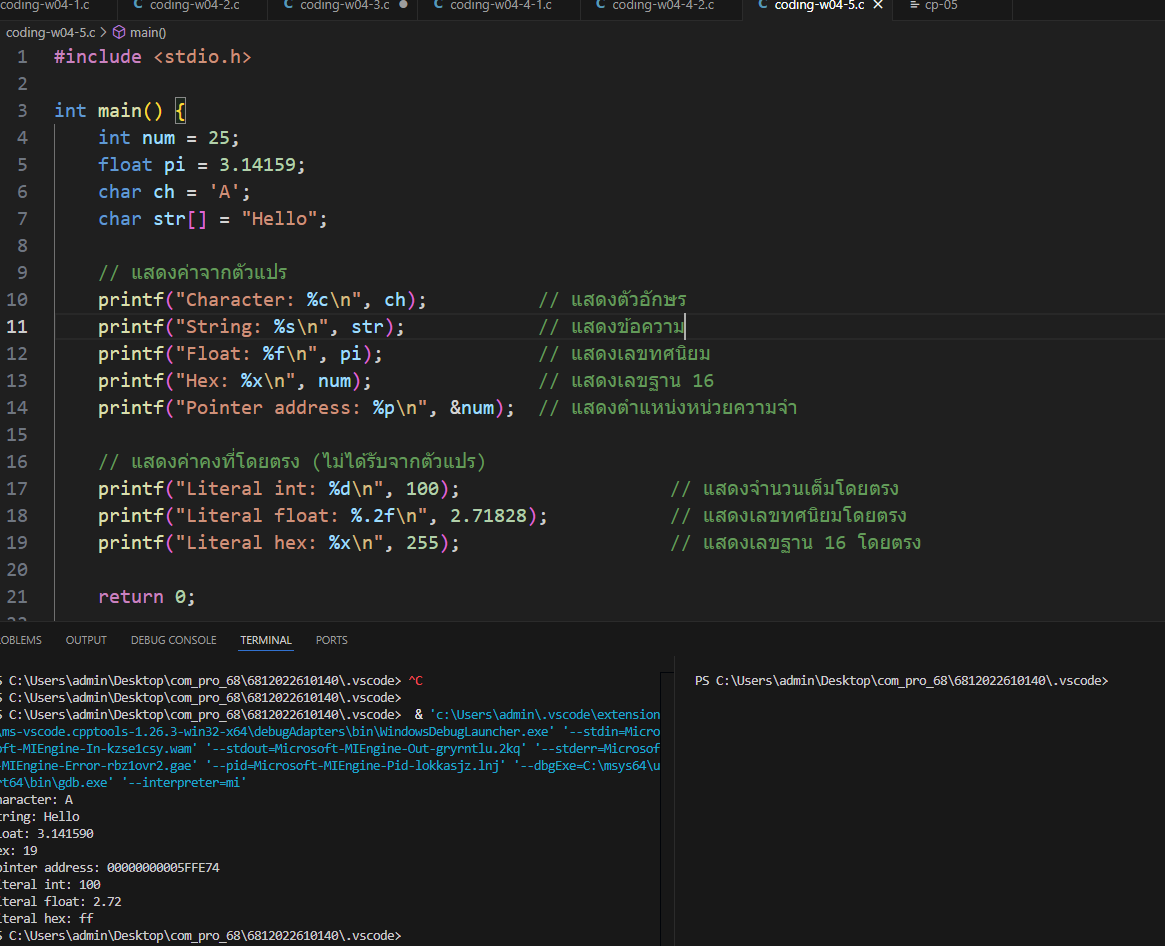 coding-w04-1.c C coding-w04-2.c C coding-w04-3.c ● C coding-w04-4-1.c C coding-w04-4-2.c C coding-w04-5.c × cp-05
coding-w04-5.c > main()
1 #include <stdio.h>
2
3 int main() {
4 int num = 25;
5 float pi = 3.14159;
6 char ch = 'A';
7 char str[] = "Hello";
8
9 // แสดงค่าจากตัวแปร
10 printf("Character: %c\n", ch); // แสดงตัวอักษร
11 printf("String: %s\n", str); // แสดงข้อความ
12 printf("Float: %f\n", pi); // แสดงเลขทศนิยม
13 printf("Hex: %x\n", num); // แสดงเลขฐาน 16
14 printf("Pointer address: %p\n", &num); // แสดงตำแหน่งหน่วยความจำ
15
16 // แสดงค่าคงที่โดยตรง (ไม่ได้รับจากตัวแปร)
17 printf("Literal int: %d\n", 100); // แสดงจำนวนเต็มโดยตรง
18 printf("Literal float: %.2f\n", 2.71828); // แสดงเลขทศนิยมโดยตรง
19 printf("Literal hex: %x\n", 255); // แสดงเลขฐาน 16 โดยตรง
20
21 return 0;
OBLEMS OUTPUT DEBUG CONSOLE TERMINAL PORTS
S C:\Users\admin\Desktop\com_pro_68\6812022610140\.vscode> ^C
S C:\Users\admin\Desktop\com_pro_68\6812022610140\.vscode>
S C:\Users\admin\Desktop\com_pro_68\6812022610140\.vscode> & 'c:\Users\admin\.vscode\extension
\ms-vscode.cpptools-1.26.3-win32-x64\debugAdapters\bin\WindowsDebugLauncher.exe' '--stdin=Micro
oft-MIEngine-In-kzse1csy.wam' '--stdout=Microsoft-MIEngine-Out-gryrntlu.2kq' '--stderr=Microsof
-MIEngine-Error-rbz1ovr2.gae' '--pid=Microsoft-MIEngine-Pid-lokkasjz.lnj' '--dbgExe=C:\msys64\u
rt64\bin\gdb.exe' '--interpreter=mi'
haracter: A
tring: Hello
loat: 3.141590
ex: 19
ointer address: 00000000005FFE74
iteral int: 100
iteral float: 2.72
iteral hex: ff
S C:\Users\admin\Desktop\com_pro_68\6812022610140\.vscode>
PS C:\Users\admin\Desktop\com_pro_68\6812022610140\.vscode>